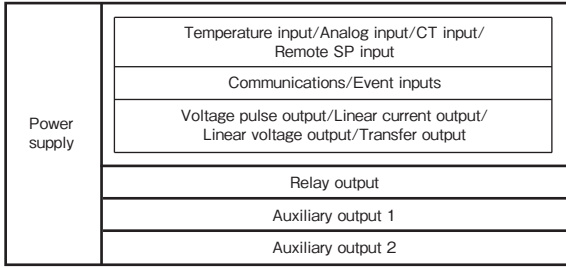 Power
supply
Temperature input/Analog input/CT input/
Remote SP input
Communications/Event inputs
Voltage pulse output/Linear current output/
Linear voltage output/Transfer output
Relay output
Auxiliary output 1
Auxiliary output 2